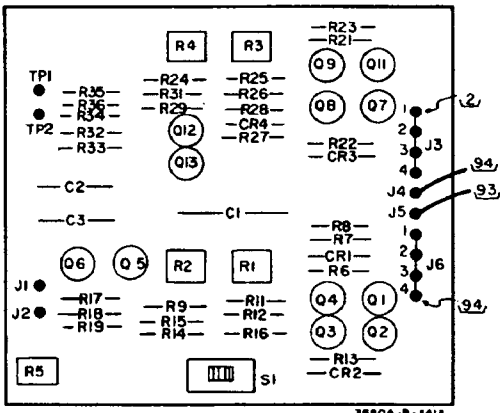 R23
R21
R4
R3
Q9
Q11
TP1
R24
R25
R35
R31
R26
R36
R29
R28
Q8
Q7
1
2
R34
CR4
TP2
R32
Q12
R27
2
J3
R33
R22
3
CR3
Q13
4
C2
J4
94
C1
J5
93
C3
R8
1
R7
Q6
Q5
R2
R1
CR1
2
R6
J6
3
J1
R17
R11
Q4
Q1
4
R9
94
J2
R18
R12
R15
R19
R14
R16
Q3
Q2
R13
R5
S1
CR2